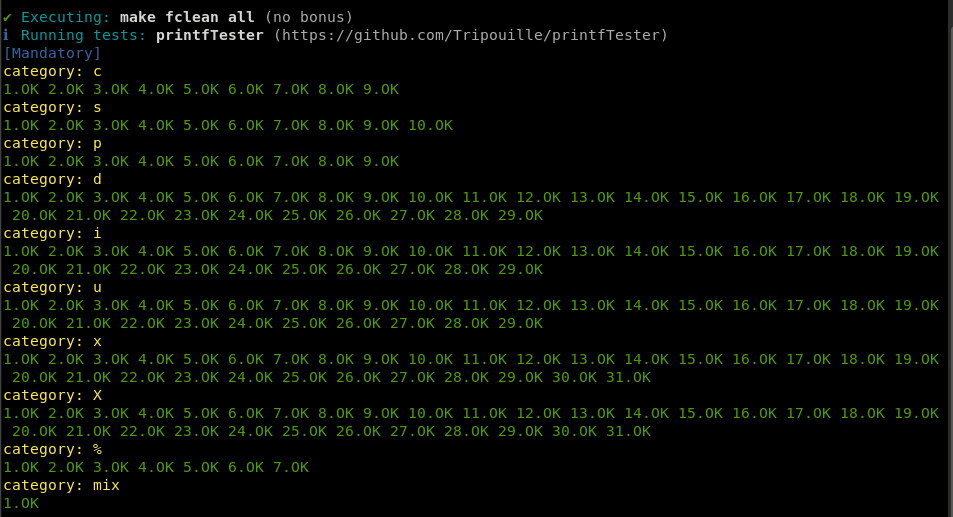 ✔ Executing: make fclean all (no bonus)
ℹ Running tests: printfTester (https://github.com/Tripouille/printfTester)
[Mandatory]
category: c
1.OK 2.OK 3.OK 4.OK 5.OK 6.OK 7.OK 8.OK 9.OK
category: s
1.OK 2.OK 3.OK 4.OK 5.OK 6.OK 7.OK 8.OK 9.OK 10.OK
category: p
1.OK 2.OK 3.OK 4.OK 5.OK 6.OK 7.OK 8.OK 9.OK
category: d
1.OK 2.OK 3.OK 4.OK 5.OK 6.OK 7.OK 8.OK 9.OK 10.OK 11.OK 12.OK 13.OK 14.OK 15.OK 16.OK 17.OK 18.OK 19.OK
20.OK 21.OK 22.OK 23.OK 24.OK 25.OK 26.OK 27.OK 28.OK 29.OK
category: i
1.OK 2.OK 3.OK 4.OK 5.OK 6.OK 7.OK 8.OK 9.OK 10.OK 11.OK 12.OK 13.OK 14.OK 15.OK 16.OK 17.OK 18.OK 19.OK
20.OK 21.OK 22.OK 23.OK 24.OK 25.OK 26.OK 27.OK 28.OK 29.OK
category: u
1.OK 2.OK 3.OK 4.OK 5.OK 6.OK 7.OK 8.OK 9.OK 10.OK 11.OK 12.OK 13.OK 14.OK 15.OK 16.OK 17.OK 18.OK 19.OK
20.OK 21.OK 22.OK 23.OK 24.OK 25.OK 26.OK 27.OK 28.OK 29.OK
category: x
1.OK 2.OK 3.OK 4.OK 5.OK 6.OK 7.OK 8.OK 9.OK 10.OK 11.OK 12.OK 13.OK 14.OK 15.OK 16.OK 17.OK 18.OK 19.OK
20.OK 21.OK 22.OK 23.OK 24.OK 25.OK 26.OK 27.OK 28.OK 29.OK 30.OK 31.OK
category: X
1.OK 2.OK 3.OK 4.OK 5.OK 6.OK 7.OK 8.OK 9.OK 10.OK 11.OK 12.OK 13.OK 14.OK 15.OK 16.OK 17.OK 18.OK 19.OK
20.OK 21.OK 22.OK 23.OK 24.OK 25.OK 26.OK 27.OK 28.OK 29.OK 30.OK 31.OK
category: %
1.OK 2.OK 3.OK 4.OK 5.OK 6.OK 7.OK
category: mix
1.OK